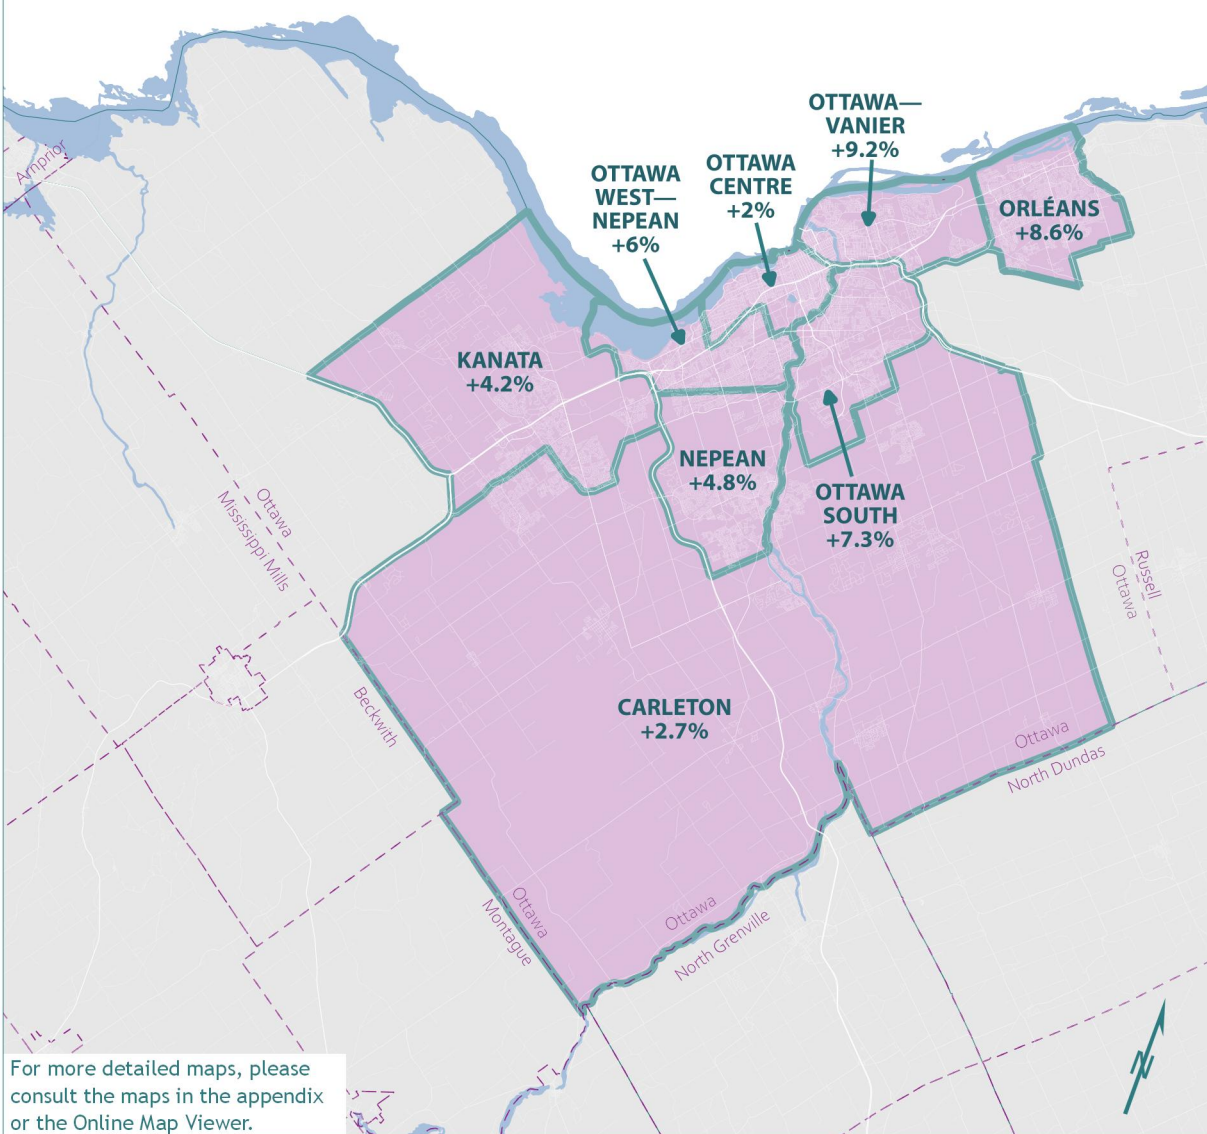 OTTAWA—
VANIER
+9.2%
OTTAWA
CENTRE
+2%
OTTAWA
WEST—
NEPEAN
+6%
ORLÉANS
+8.6%
Arnprior
KANATA
+4.2%
NEPEAN
+4.8%
OTTAWA
SOUTH
+7.3%
Ottawa
Mississippi Mills
Russell
Ottawa
CARLETON
+2.7%
Beckwith
Ottawa
North Dundas
Ottawa
Montague
Ottawa
North Grenville
N
For more detailed maps, please
consult the maps in the appendix
or the Online Map Viewer.